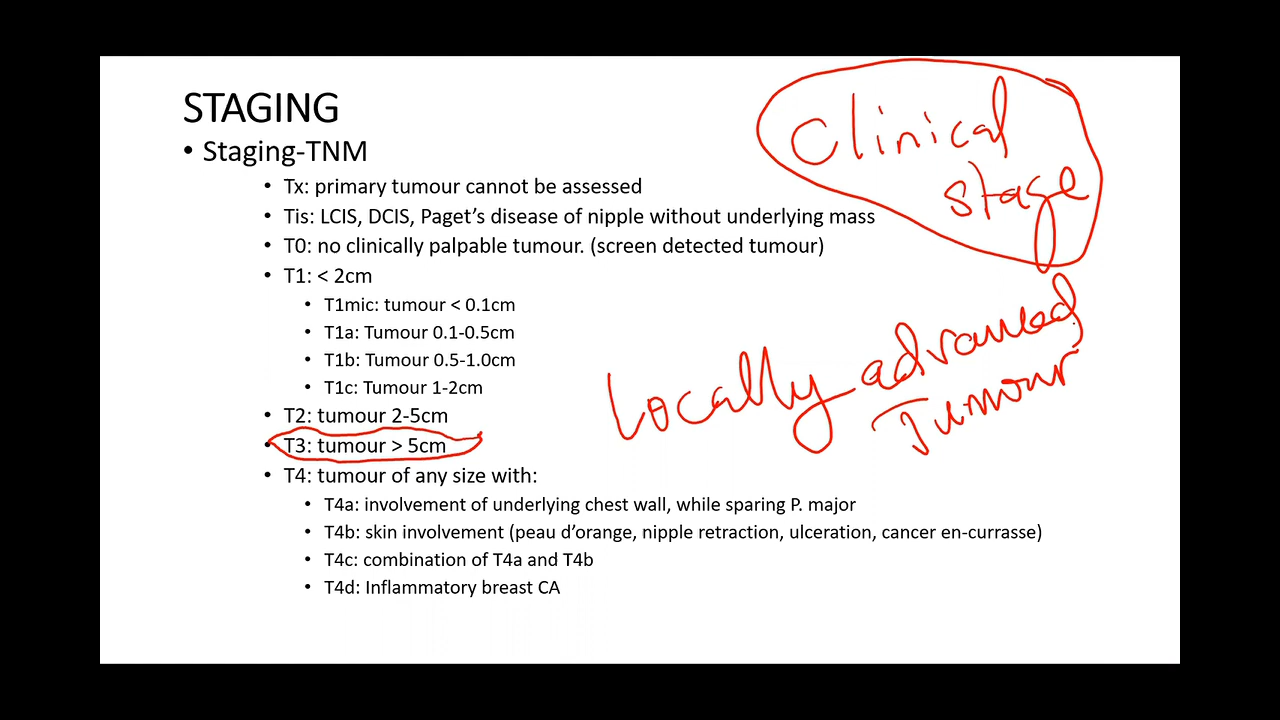 STAGING
• Staging-TNM
• Tx: primary tumour cannot be assessed
• Tis: LCIS, DCIS, Paget's disease of nipple without underlying mass
• T0: no clinically palpable tumour. (screen detected tumour)
• T1: < 2cm
• T1mic: tumour < 0.1cm
• T1a: Tumour 0.1-0.5cm
• T1b: Tumour 0.5-1.0cm
• T1c: Tumour 1-2cm
• T2: tumour 2-5cm
• T3: tumour > 5cm
• T4: tumour of any size with:
• T4a: involvement of underlying chest wall, while sparing P. major
• T4b: skin involvement (peau d'orange, nipple retraction, ulceration, cancer en-currasse)
• T4c: combination of T4a and T4b
• T4d: Inflammatory breast CA
Clinical
stage
Locally advanced
Tumour